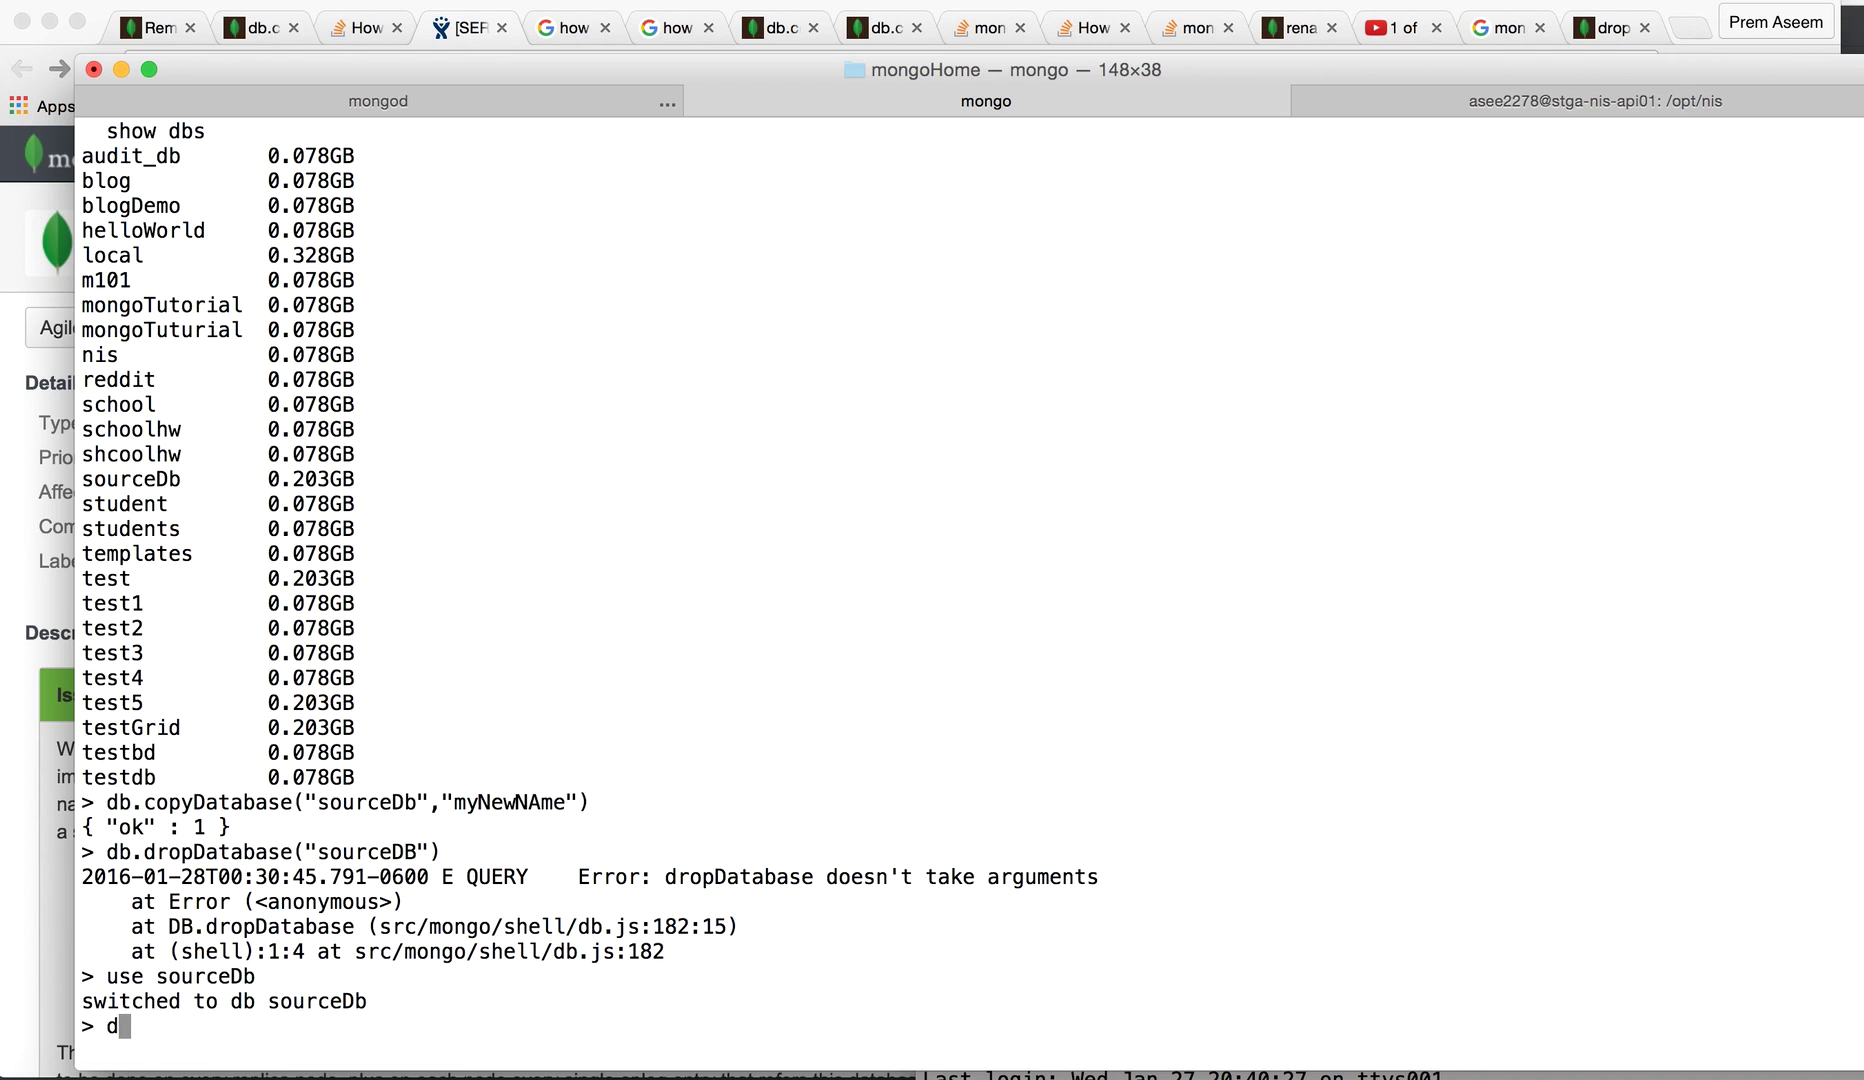 Rem
db.c
How
[SER
how
how
db.c
db.c
mon
How
mon
rena
1 of
mon
drop
Prem Aseem
mongoHome — mongo — 148×38
Apps
mongod
...
mongo
asee2278@stga-nis-api01: /opt/nis
show dbs
audit_db 0.078GB
blog 0.078GB
blogDemo 0.078GB
helloWorld 0.078GB
local 0.328GB
m101 0.078GB
mongoTutorial 0.078GB
mongoTuturial 0.078GB
nis 0.078GB
reddit 0.078GB
school 0.078GB
schoolhw 0.078GB
shcoolhw 0.078GB
sourceDb 0.203GB
student 0.078GB
students 0.078GB
templates 0.078GB
test 0.203GB
test1 0.078GB
test2 0.078GB
test3 0.078GB
test4 0.078GB
test5 0.203GB
testGrid 0.203GB
testbd 0.078GB
testdb 0.078GB
> db.copyDatabase("sourceDb","myNewNAme")
{ "ok" : 1 }
> db.dropDatabase("sourceDB")
2016-01-28T00:30:45.791-0600 E QUERY Error: dropDatabase doesn't take arguments
at Error (<anonymous>)
at DB.dropDatabase (src/mongo/shell/db.js:182:15)
at (shell):1:4 at src/mongo/shell/db.js:182
> use sourceDb
switched to db sourceDb
> d
m
Agil
Detail
Type
Prio
Affe
Com
Labe
Descr
Is
W
im
na
a s
Th
Last login: Wed Jan 27 20:40:27 on ttys001